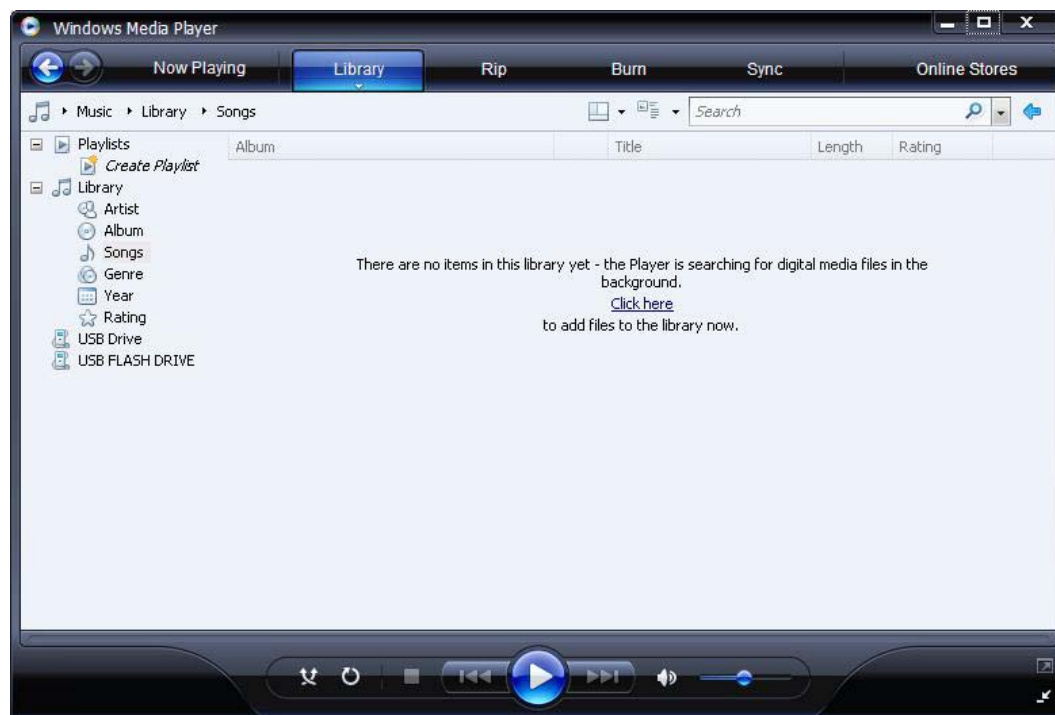 Windows Media Player
Now Playing Library Rip Burn Sync Online Stores
Music Library Songs Search
Playlists
Create Playlist
Library
Artist
Album
Songs
Genre
Year
Rating
USB Drive
USB FLASH DRIVE
Album Title Length Rating
There are no items in this library yet - the Player is searching for digital media files in the
background.
Click here
to add files to the library now.